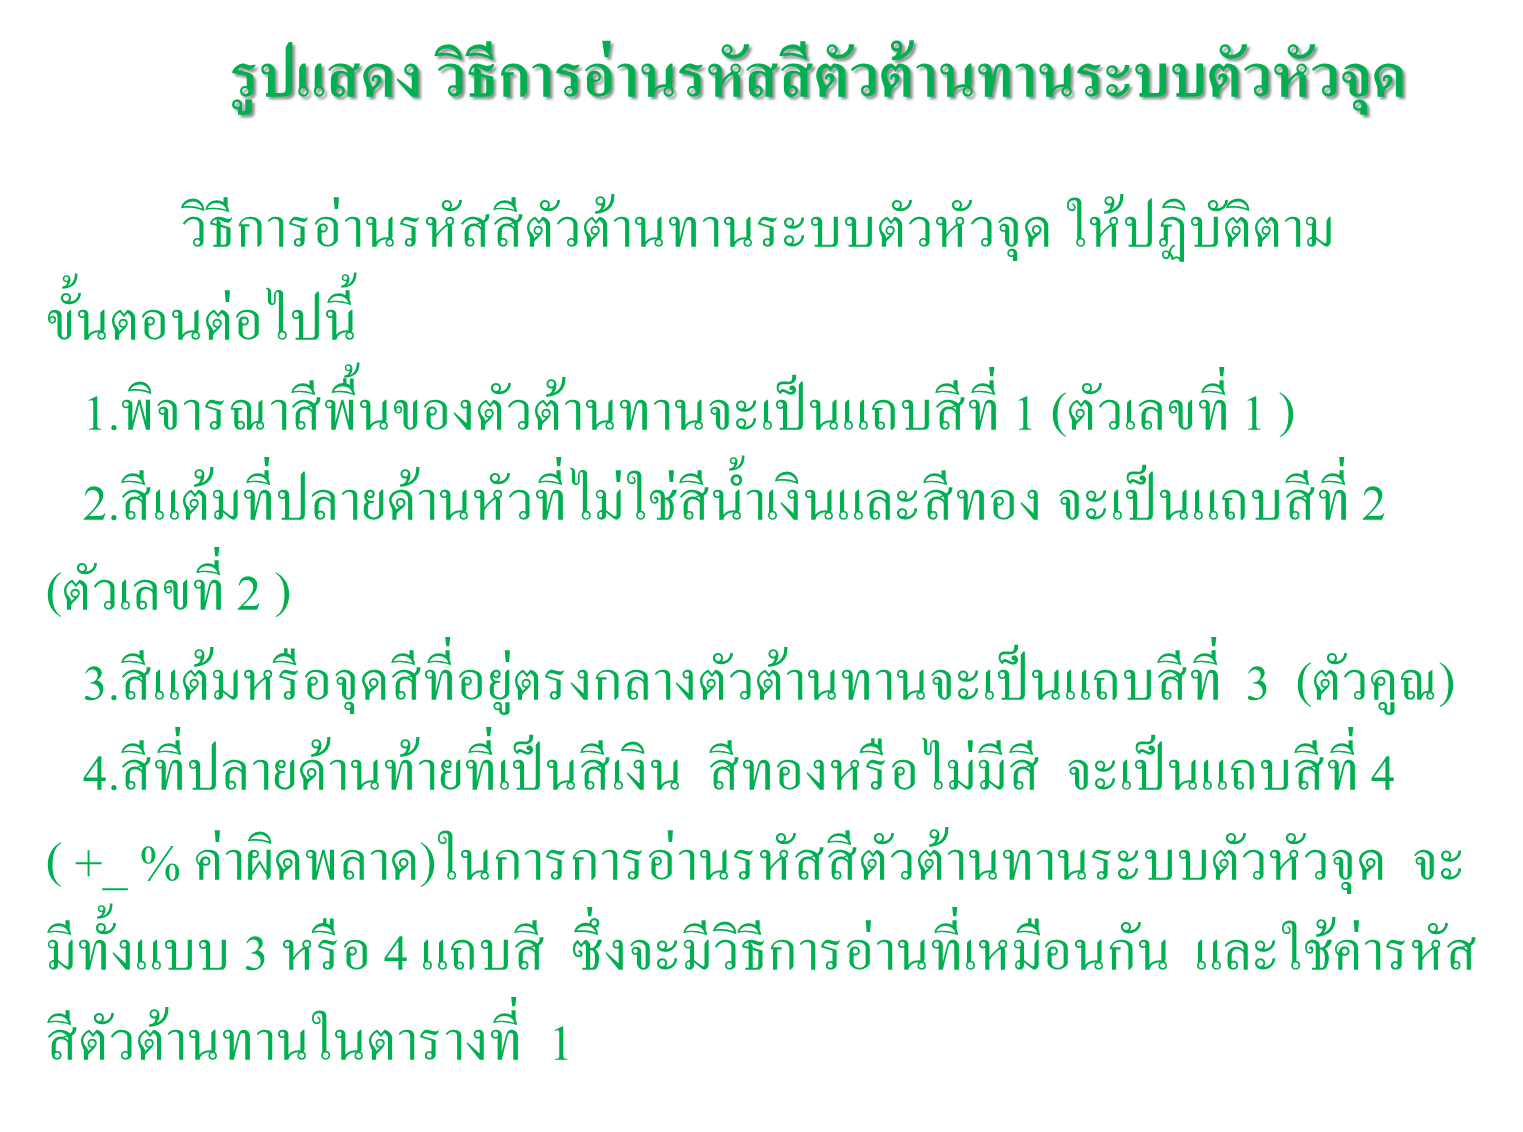 รูปแสดง วิธีการอ่านรหัสสีตัวต้านทานระบบตัวหัวจุด
วิธีการอ่านรหัสสีตัวต้านทานระบบตัวหัวจุด ให้ปฏิบัติตาม
ขั้นตอนต่อไปนี้
1.พิจารณาสีพื้นของตัวต้านทานจะเป็นแถบสีที่ 1 (ตัวเลขที่ 1 )
2.สีแต้มที่ปลายด้านหัวที่ไม่ใช่สีน้ำเงินและสีทอง จะเป็นแถบสีที่ 2
(ตัวเลขที่ 2 )
3.สีแต้มหรือจุดสีที่อยู่ตรงกลางตัวต้านทานจะเป็นแถบสีที่ 3 (ตัวคูณ)
4.สีที่ปลายด้านท้ายที่เป็นสีเงิน สีทองหรือไม่มีสี จะเป็นแถบสีที่ 4
( +_ % ค่าผิดพลาด)ในการการอ่านรหัสสีตัวต้านทานระบบตัวหัวจุด จะ
มีทั้งแบบ 3 หรือ 4 แถบสี ซึ่งจะมีวิธีการอ่านที่เหมือนกัน และใช้ค่ารหัส
สีตัวต้านทานในตารางที่ 1